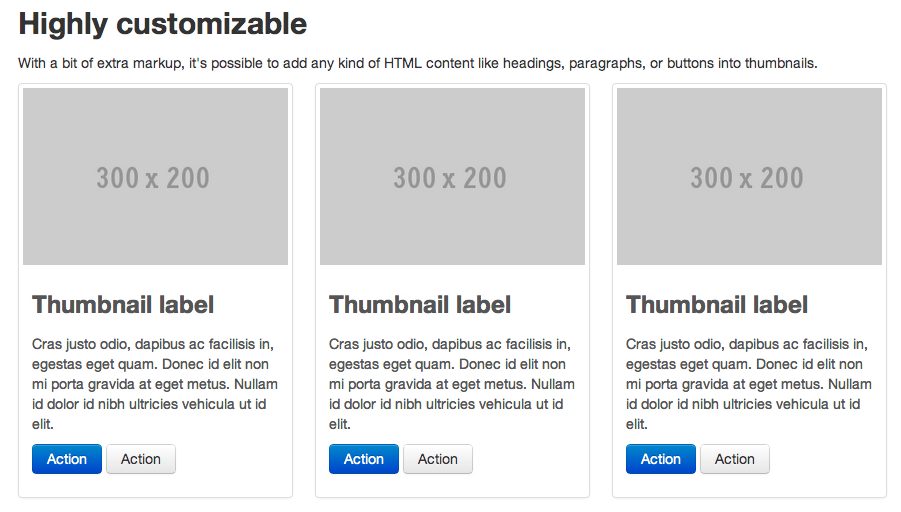 Highly customizable
With a bit of extra markup, it's possible to add any kind of HTML content like headings, paragraphs, or buttons into thumbnails.
300 x 200
Thumbnail label
Cras justo odio, dapibus ac facilisis in,
egestas eget quam. Donec id elit non
mi porta gravida at eget metus. Nullam
id dolor id nibh ultricies vehicula ut id
elit.
Action Action
300 x 200
Thumbnail label
Cras justo odio, dapibus ac facilisis in,
egestas eget quam. Donec id elit non
mi porta gravida at eget metus. Nullam
id dolor id nibh ultricies vehicula ut id
elit.
Action Action
300 x 200
Thumbnail label
Cras justo odio, dapibus ac facilisis in,
egestas eget quam. Donec id elit non
mi porta gravida at eget metus. Nullam
id dolor id nibh ultricies vehicula ut id
elit.
Action Action